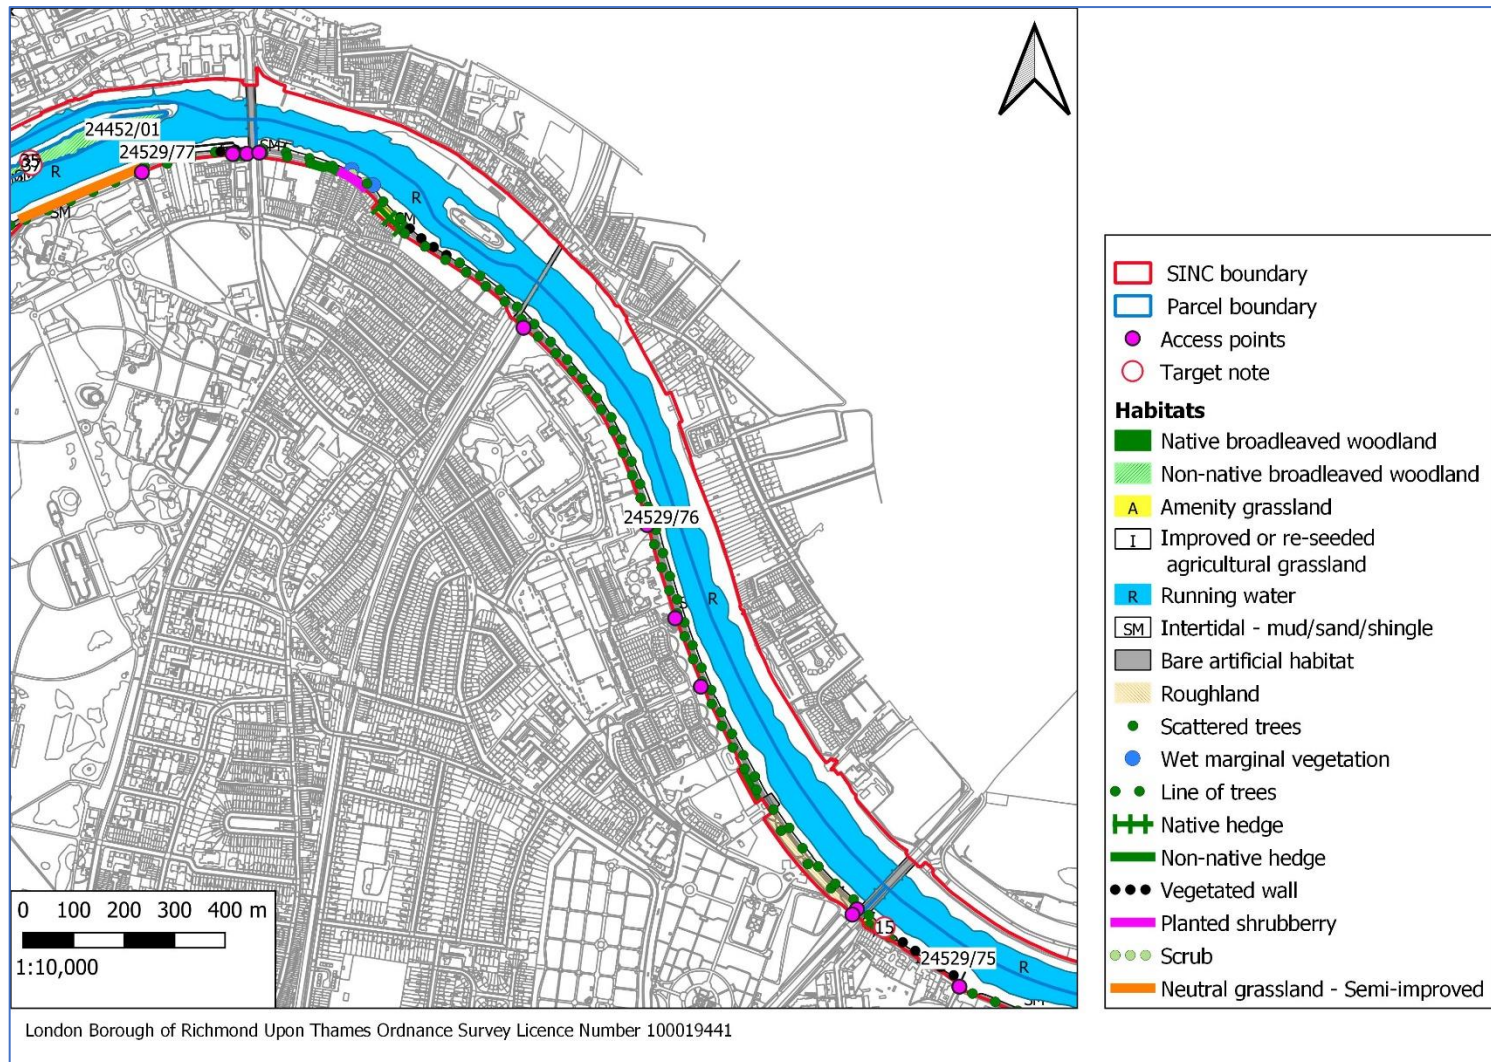 24452/01
24529/77
SM
35
37
R
SM
R
SM
24529/76
R
15
24529/75
R
SM
0 100 200 300 400 m
1:10,000
SINC boundary
Parcel boundary
Access points
Target note
Habitats
Native broadleaved woodland
Non-native broadleaved woodland
A Amenity grassland
I Improved or re-seeded
agricultural grassland
R Running water
SM Intertidal - mud/sand/shingle
Bare artificial habitat
Roughland
Scattered trees
Wet marginal vegetation
Line of trees
Native hedge
Non-native hedge
Vegetated wall
Planted shrubbery
Scrub
Neutral grassland - Semi-improved
London Borough of Richmond Upon Thames Ordnance Survey Licence Number 100019441